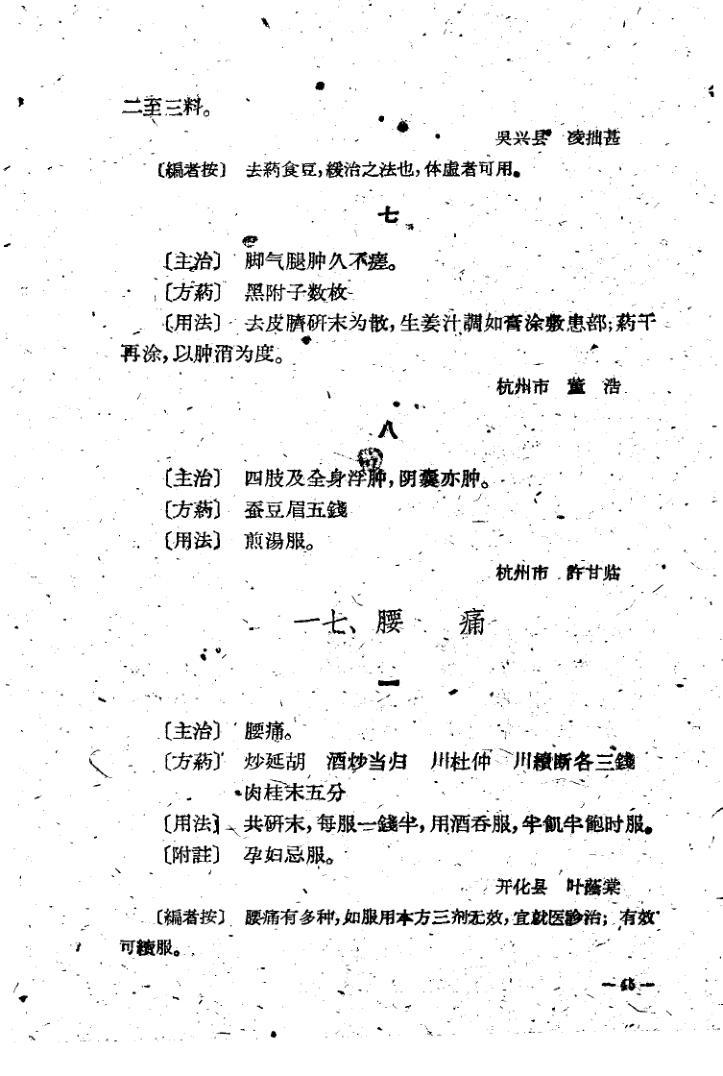 二至三料。
吳兴县　凌拙甚
〔編者按〕　去葯食豆，緩治之法也，体虛者可用。
七
〔主治〕　脚气腿肿久不瘥。
〔方葯〕　黑附子数枚
〔用法〕　去皮臍研末为散，生姜汁調如膏涂敷患部；葯干
再涂，以肿消为度。
杭州市　董　浩
八
〔主治〕　四肢及全身浮肿，阴囊亦肿。
〔方葯〕　蚕豆眉五錢
〔用法〕　煎湯服。
杭州市　許甘临
一七、腰　痛
一
〔主治〕　腰痛。
〔方葯〕　炒延胡　酒炒当归　川杜仲　川續断各三錢
肉桂末五分
〔用法〕　共研末，每服一錢半，用酒吞服，半飢半飽时服。
〔附註〕　孕妇忌服。
开化县　叶蔭棠
〔編者按〕　腰痛有多种，如服用本方三剂无效，宜就医診治；有效
可續服。